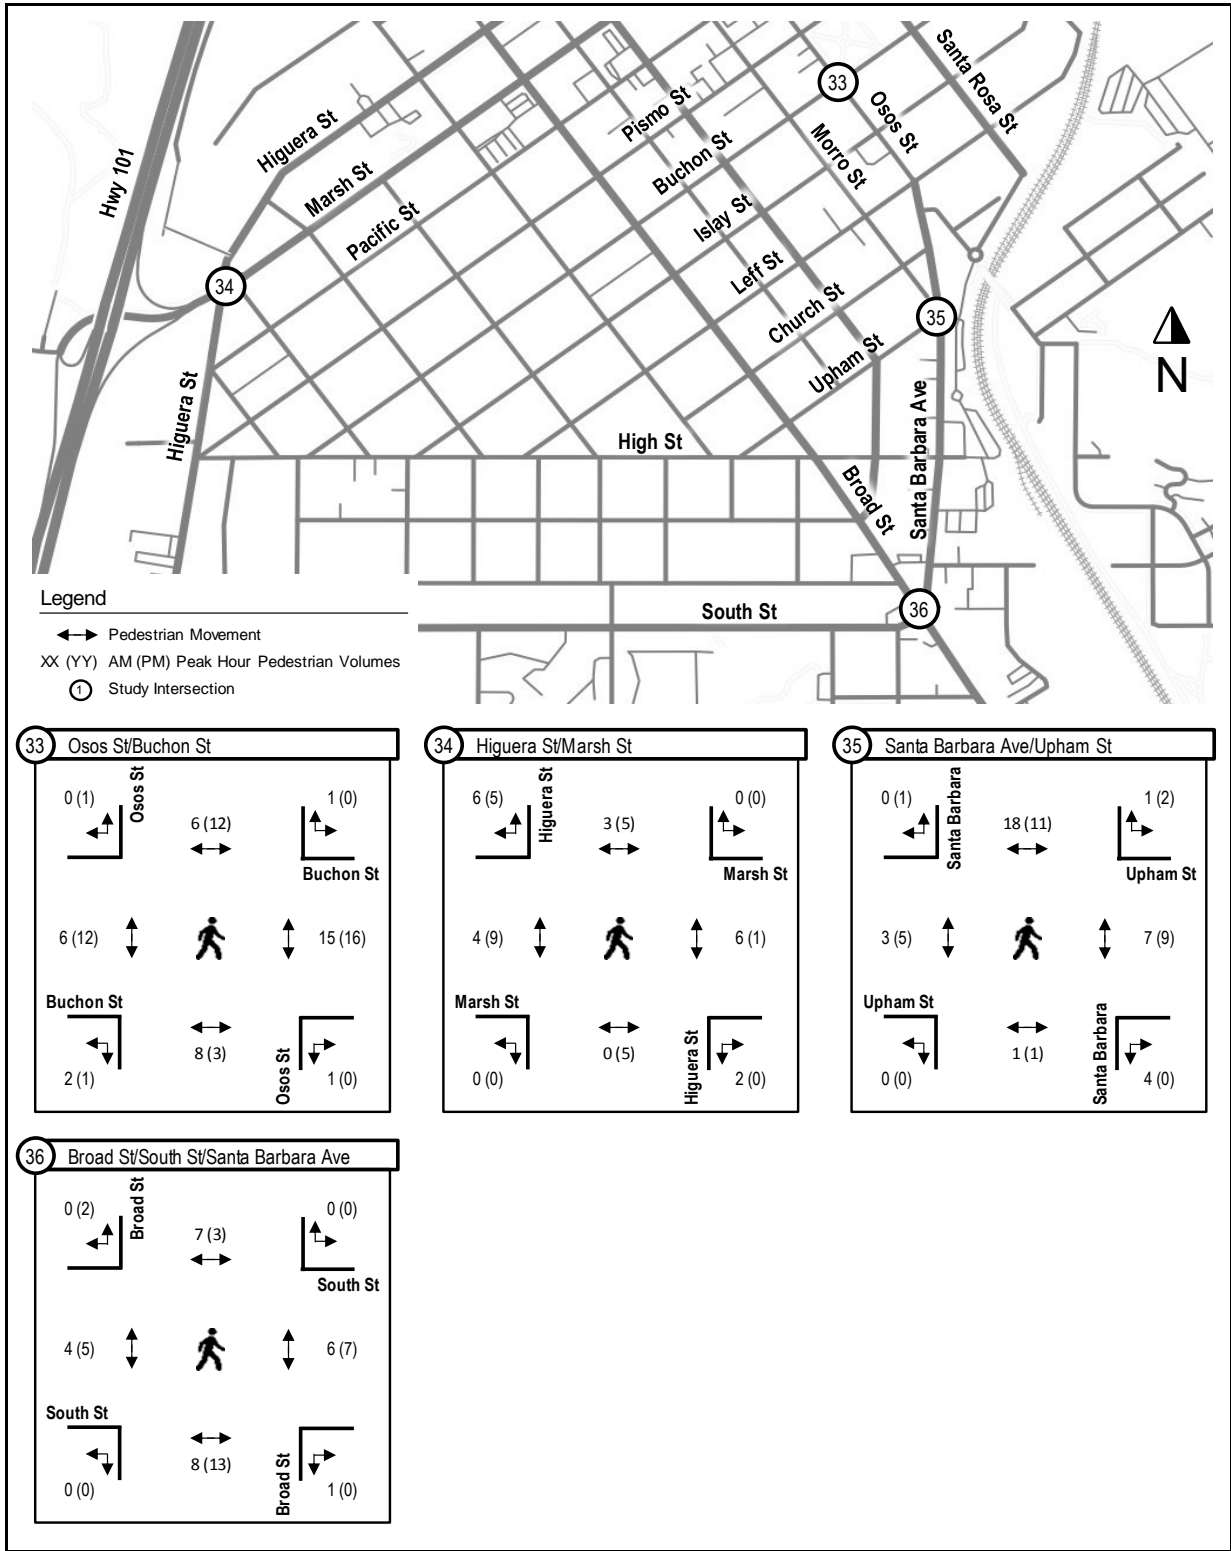 Santa Rosa St
33
Osos St
Pismo St
Higuera St
Morro St
Buchon St
Marsh St
Hwy 101
Islay St
Pacific St
Leff St
34
Church St
35
N
Upham St
Higuera St
High St
Santa Barbara Ave
Broad St
South St
36
Legend
Pedestrian Movement
XX (YY) AM (PM) Peak Hour Pedestrian Volumes
1 Study Intersection
33 Osos St/Buchon St
0 (1)
Osos St
6 (12)
1 (0)
Buchon St
6 (12)
15 (16)
Buchon St
8 (3)
2 (1)
Osos St
1 (0)
34 Higuera St/Marsh St
6 (5)
Higuera St
3 (5)
0 (0)
Marsh St
4 (9)
6 (1)
Marsh St
0 (5)
0 (0)
Higuera St
2 (0)
35 Santa Barbara Ave/Upham St
0 (1)
Santa Barbara
18 (11)
1 (2)
Upham St
3 (5)
7 (9)
Upham St
1 (1)
0 (0)
Santa Barbara
4 (0)
36 Broad St/South St/Santa Barbara Ave
0 (2)
Broad St
7 (3)
0 (0)
South St
4 (5)
6 (7)
South St
8 (13)
0 (0)
Broad St
1 (0)